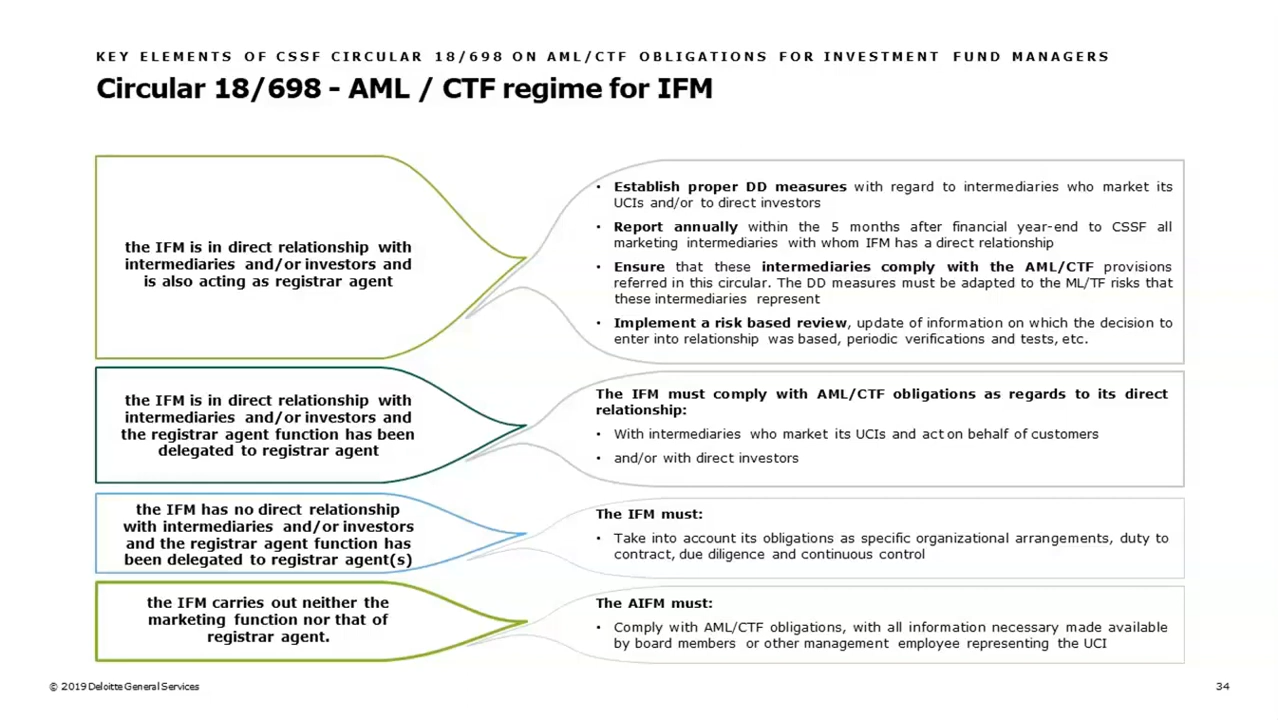 KEY ELEMENTS OF CSSF CIRCULAR 18/698 ON AML/CTF OBLIGATIONS FOR INVESTMENT FUND MANAGERS
Circular 18/698 - AML / CTF regime for IFM
the IFM is in direct relationship with
intermediaries and/or investors and
is also acting as registrar agent
• Establish proper DD measures with regard to intermediaries who market its
UCIs and/or to direct investors
• Report annually within the 5 months after financial year-end to CSSF all
marketing intermediaries with whom IFM has a direct relationship
• Ensure that these intermediaries comply with the AML/CTF provisions
referred in this circular. The DD measures must be adapted to the ML/TF risks that
these intermediaries represent
• Implement a risk based review, update of information on which the decision to
enter into relationship was based, periodic verifications and tests, etc.
the IFM is in direct relationship with
intermediaries and/or investors and
the registrar agent function has been
delegated to registrar agent
The IFM must comply with AML/CTF obligations as regards to its direct
relationship:
• With intermediaries who market its UCIs and act on behalf of customers
• and/or with direct investors
the IFM has no direct relationship
with intermediaries and/or investors
and the registrar agent function has
been delegated to registrar agent(s)
The IFM must:
• Take into account its obligations as specific organizational arrangements, duty to
contract, due diligence and continuous control
the IFM carries out neither the
marketing function nor that of
registrar agent.
The AIFM must:
• Comply with AML/CTF obligations, with all information necessary made available
by board members or other management employee representing the UCI
© 2019 Deloitte General Services
34